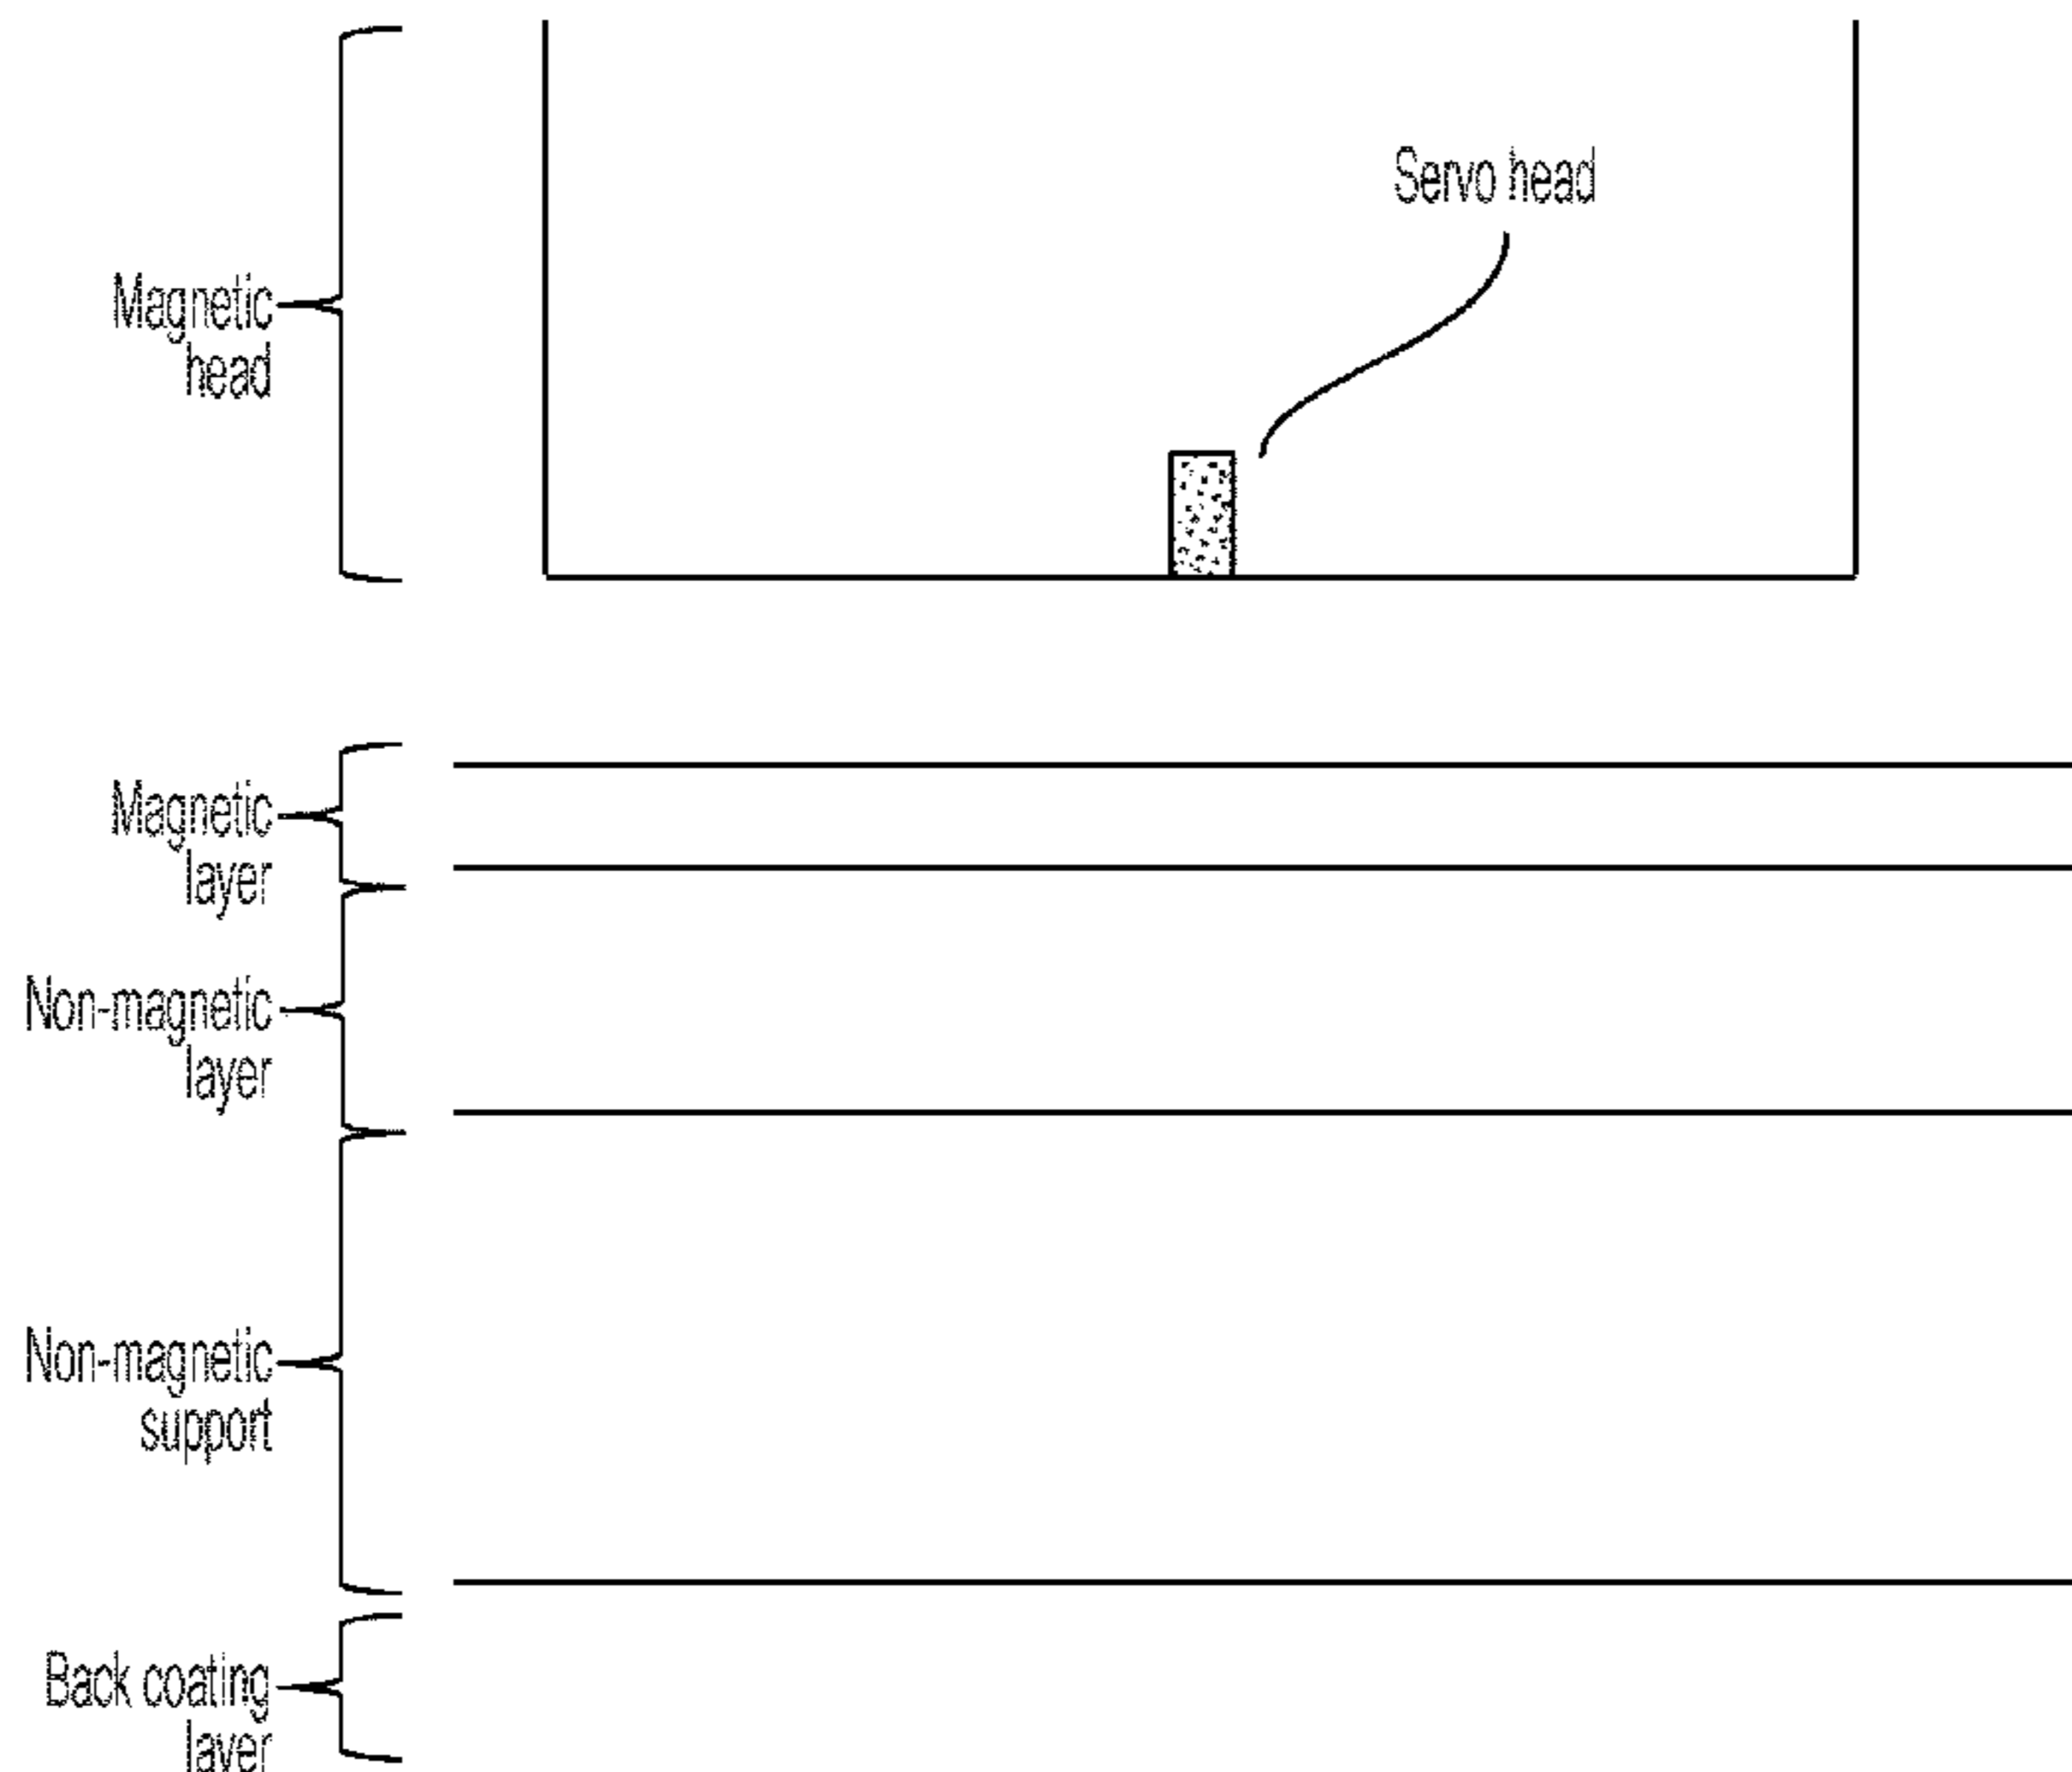 Servo head
Magnetic
head
Magnetic
layer
Non-magnetic
layer
Non-magnetic
support
Back coating
layer